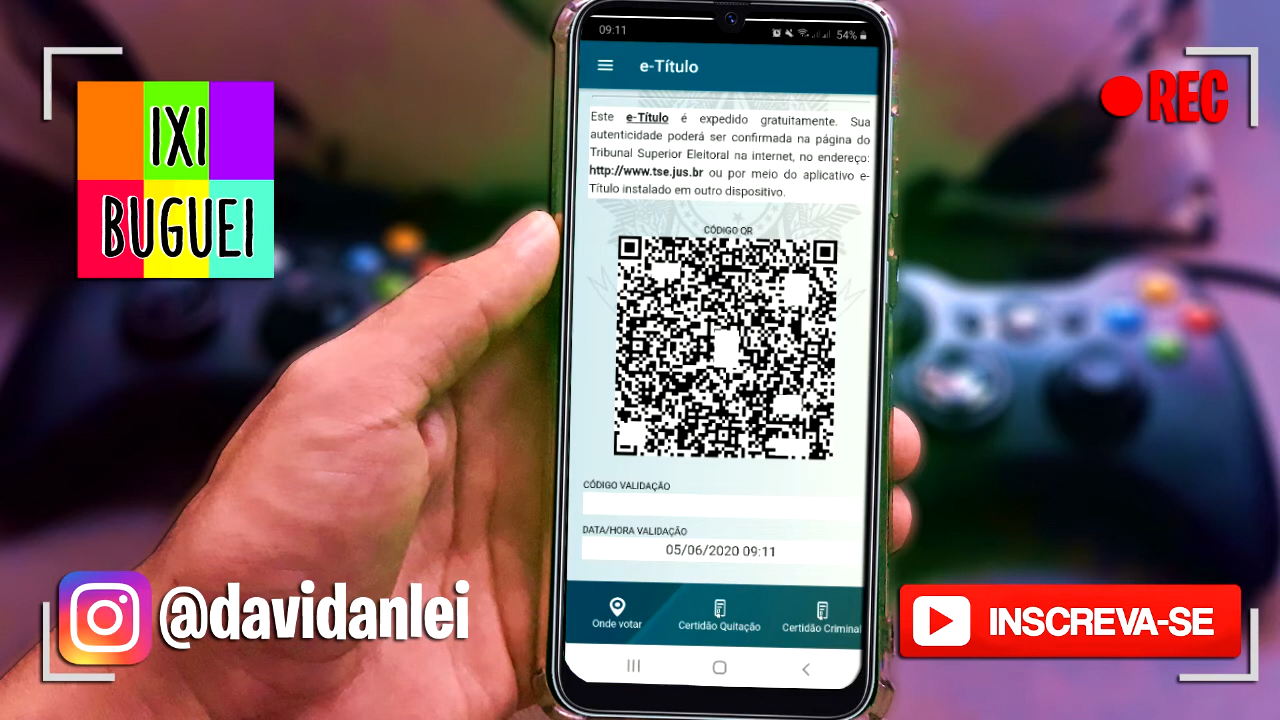 IXI
BUGUEI
REC
09:11
54%
e-Título
Este e-Título é expedido gratuitamente. Sua
autenticidade poderá ser confirmada na página do
Tribunal Superior Eleitoral na internet, no endereço:
http://www.tse.jus.br ou por meio do aplicativo e-
Título instalado em outro dispositivo.
CÓDIGO QR
CÓDIGO VALIDAÇÃO
DATA/HORA VALIDAÇÃO
05/06/2020 09:11
Onde votar
Certidão Quitação
Certidão Criminal
@davidanlei
INSCREVA-SE